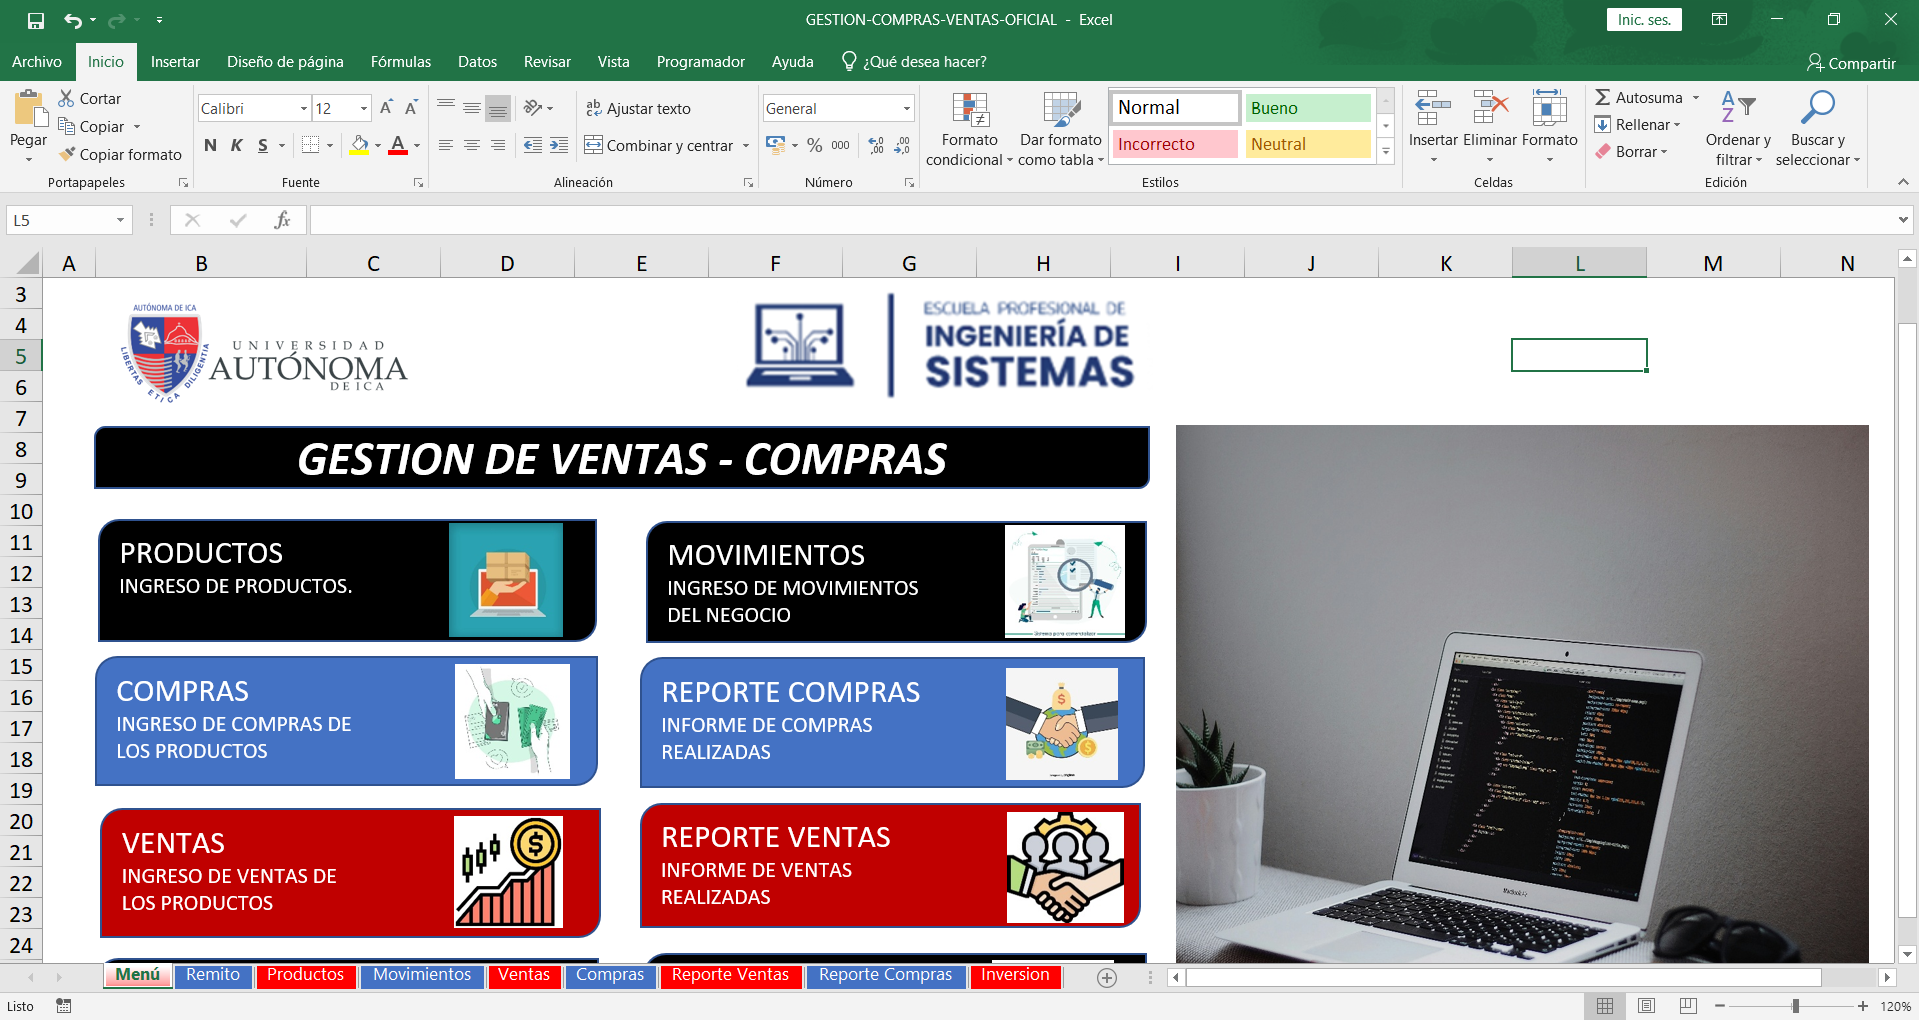 GESTION-COMPRAS-VENTAS-OFICIAL - Excel
Inic. ses.
Archivo Inicio Insertar Diseño de página Fórmulas Datos Revisar Vista Programador Ayuda ¿Qué desea hacer? Compartir
Pegar
Cortar
Copiar
Copiar formato
Portapapeles
Calibri 12
N K S
Fuente
Ajustar texto
Combinar y centrar
Alineación
General
% 000
Número
Formato condicional
Dar formato como tabla
Normal Bueno
Incorrecto Neutral
Estilos
Insertar Eliminar Formato
Celdas
Autosuma
Rellenar
Borrar
Ordenar y filtrar
Buscar y seleccionar
Edición
L5
fx
A B C D E F G H I J K L M N
3
4
5
6
7
8
9
10
11
12
13
14
15
16
17
18
19
20
21
22
23
24
AUTÓNOMA DE ICA
LIBERTAS ETICA DILIGENTIA
UNIVERSIDAD
AUTÓNOMA
DE ICA
ESCUELA PROFESIONAL DE
INGENIERÍA DE
SISTEMAS
GESTION DE VENTAS - COMPRAS
PRODUCTOS
INGRESO DE PRODUCTOS.
MOVIMIENTOS
INGRESO DE MOVIMIENTOS
DEL NEGOCIO
Sistema para comercializar
COMPRAS
INGRESO DE COMPRAS DE
LOS PRODUCTOS
REPORTE COMPRAS
INFORME DE COMPRAS
REALIZADAS
VENTAS
INGRESO DE VENTAS DE
LOS PRODUCTOS
REPORTE VENTAS
INFORME DE VENTAS
REALIZADAS
MacBook Air
Menú Remito Productos Movimientos Ventas Compras Reporte Ventas Reporte Compras Inversion
Listo
120%